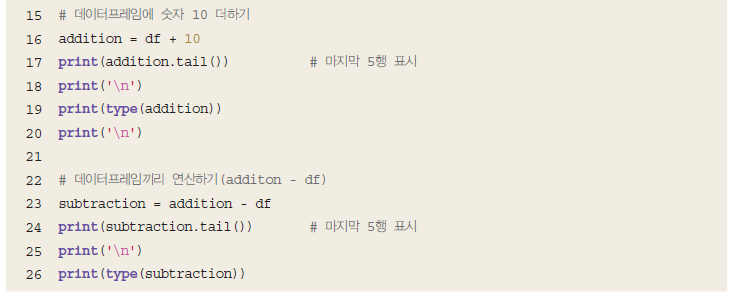 15 # 데이터프레임에 숫자 10 더하기
16 addition = df + 10
17 print(addition.tail()) # 마지막 5행 표시
18 print('\n')
19 print(type(addition))
20 print('\n')
21
22 # 데이터프레임끼리 연산하기(additon - df)
23 subtraction = addition - df
24 print(subtraction.tail()) # 마지막 5행 표시
25 print('\n')
26 print(type(subtraction))